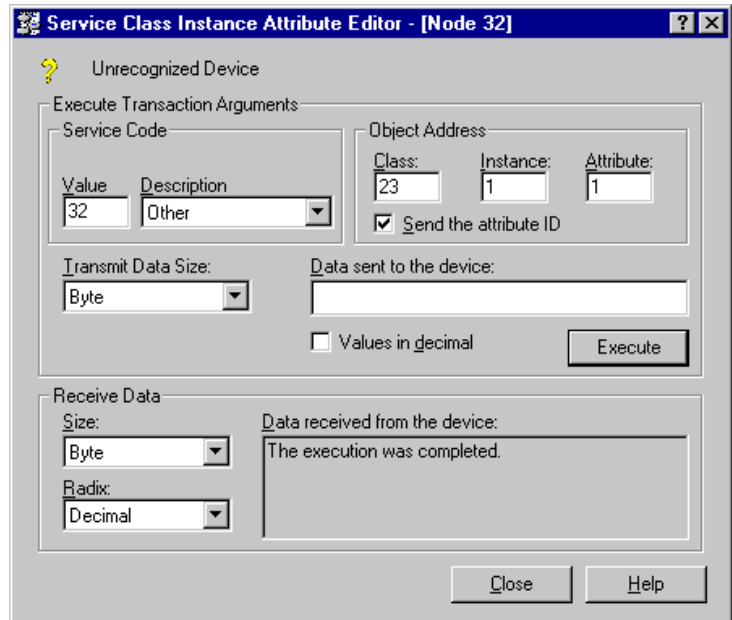 Service Class Instance Attribute Editor - [Node 32]
Unrecognized Device
Execute Transaction Arguments
Service Code
Value Description
32 Other
Object Address
Class: Instance: Attribute:
23 1 1
Send the attribute ID
Transmit Data Size:
Byte
Data sent to the device:
Values in decimal
Execute
Receive Data
Size:
Byte
Radix:
Decimal
Data received from the device:
The execution was completed.
Close Help